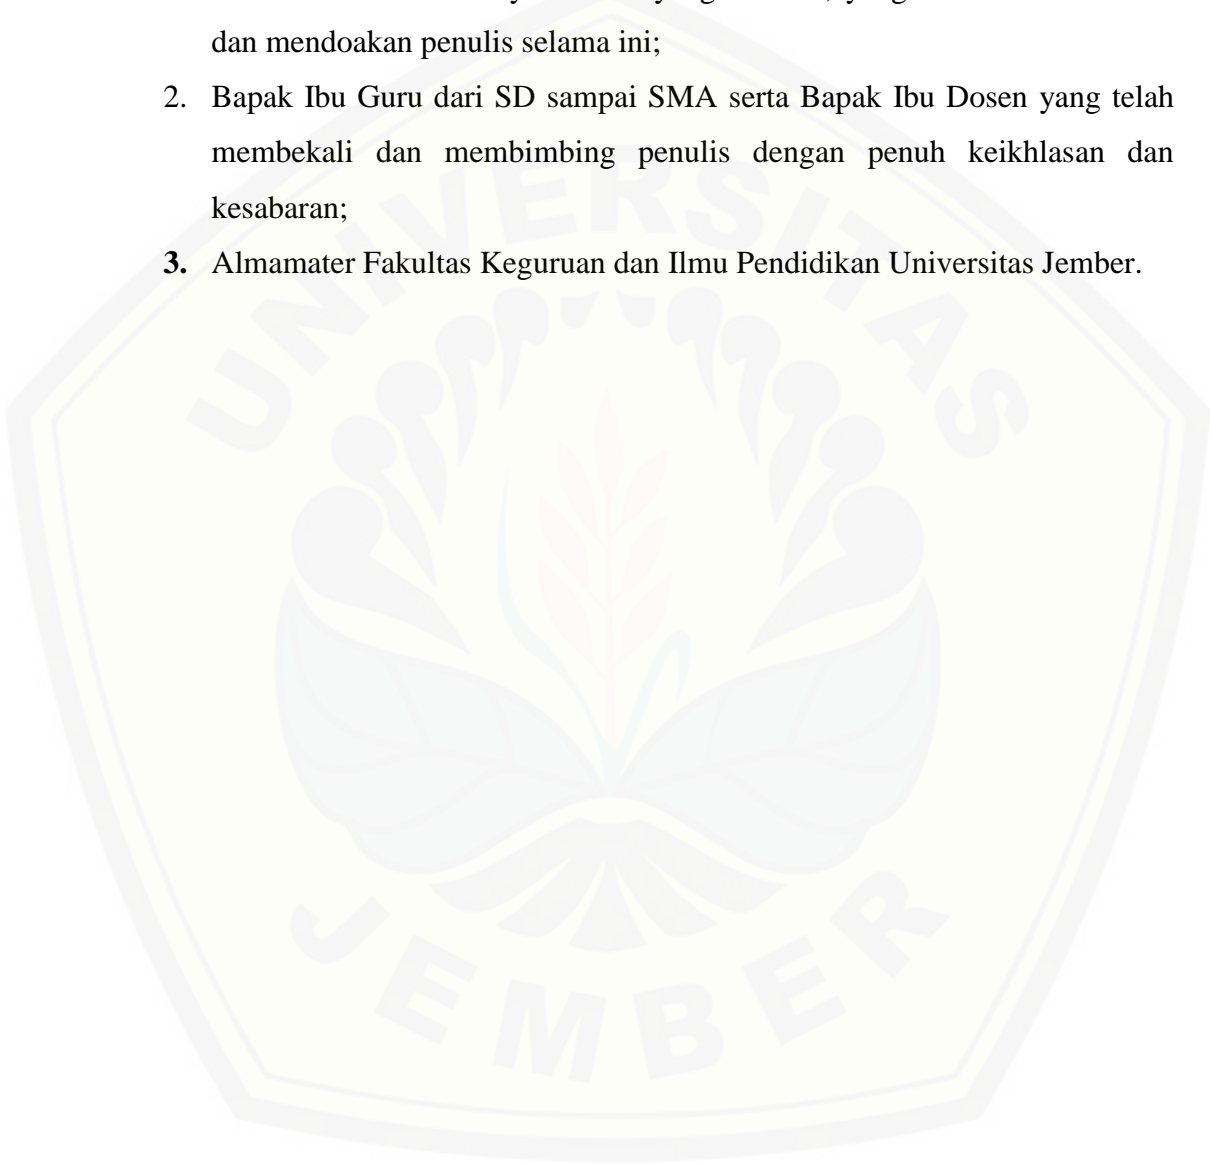 dan mendoakan penulis selama ini;
2. Bapak Ibu Guru dari SD sampai SMA serta Bapak Ibu Dosen yang telah
membekali dan membimbing penulis dengan penuh keikhlasan dan
kesabaran;
3. Almamater Fakultas Keguruan dan Ilmu Pendidikan Universitas Jember.
UNIVERSITAS
JEMBER